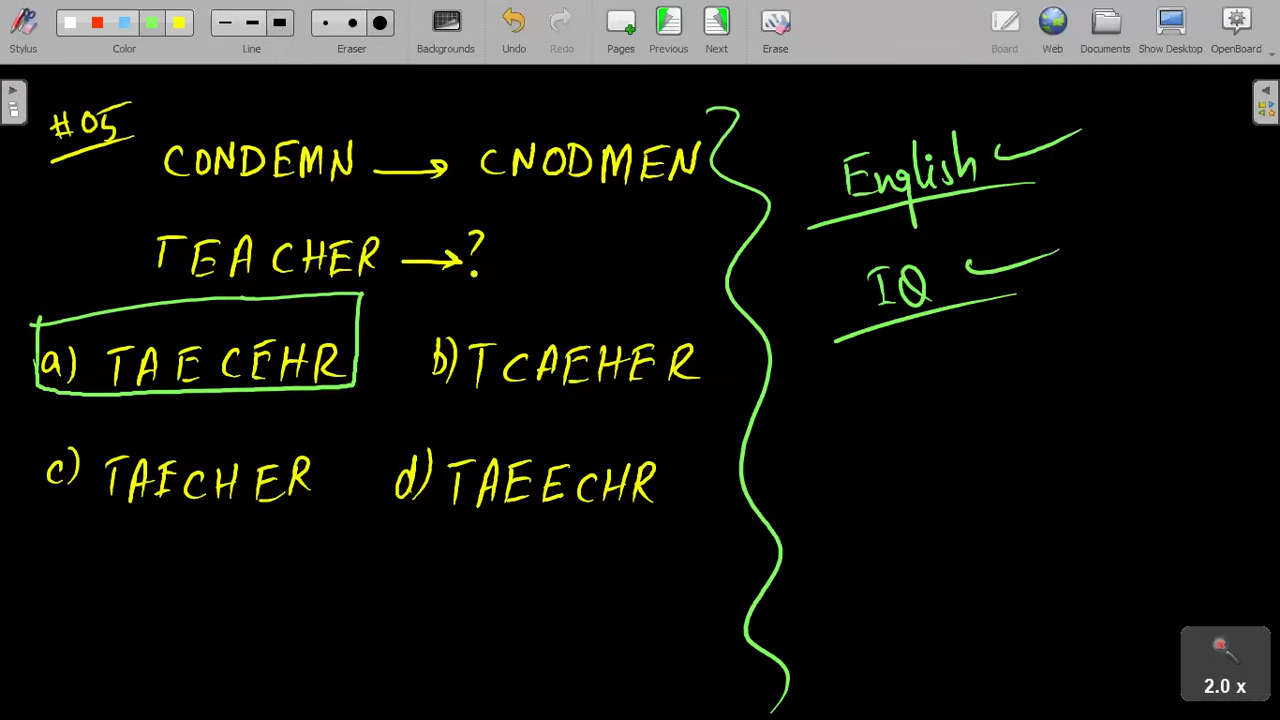 Stylus
Color
Line
Eraser
Backgrounds
Undo
Redo
Pages
Previous
Next
Erase
Board
Web
Documents
Show Desktop
OpenBoard
#05
CONDEMN → CNODMEN
TEACHER → ?
a) TAECEHR
b) TCAEHER
c) TAECHER
d) TAEECHR
English ✓
IQ ✓
2.0 x